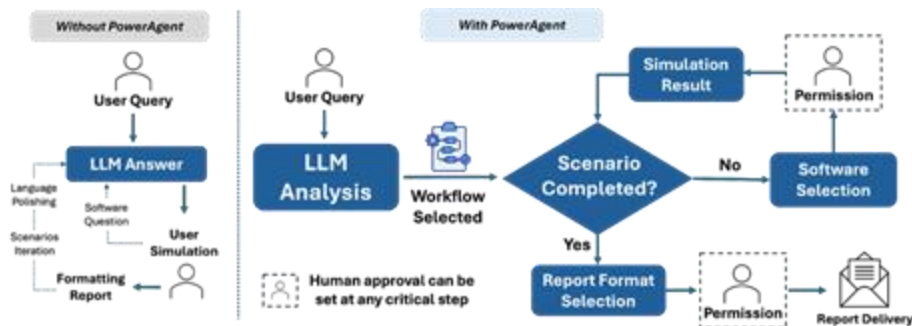 Without PowerAgent
User Query
LLM Answer
Language
Polishing
Software
Question
Scenarios
Iteration
User
Simulation
Formatting
Report
With PowerAgent
User Query
LLM
Analysis
Workflow
Selected
Scenario
Completed?
No
Software
Selection
Permission
Simulation
Result
Yes
Report Format
Selection
Permission
Report Delivery
Human approval can be
set at any critical step